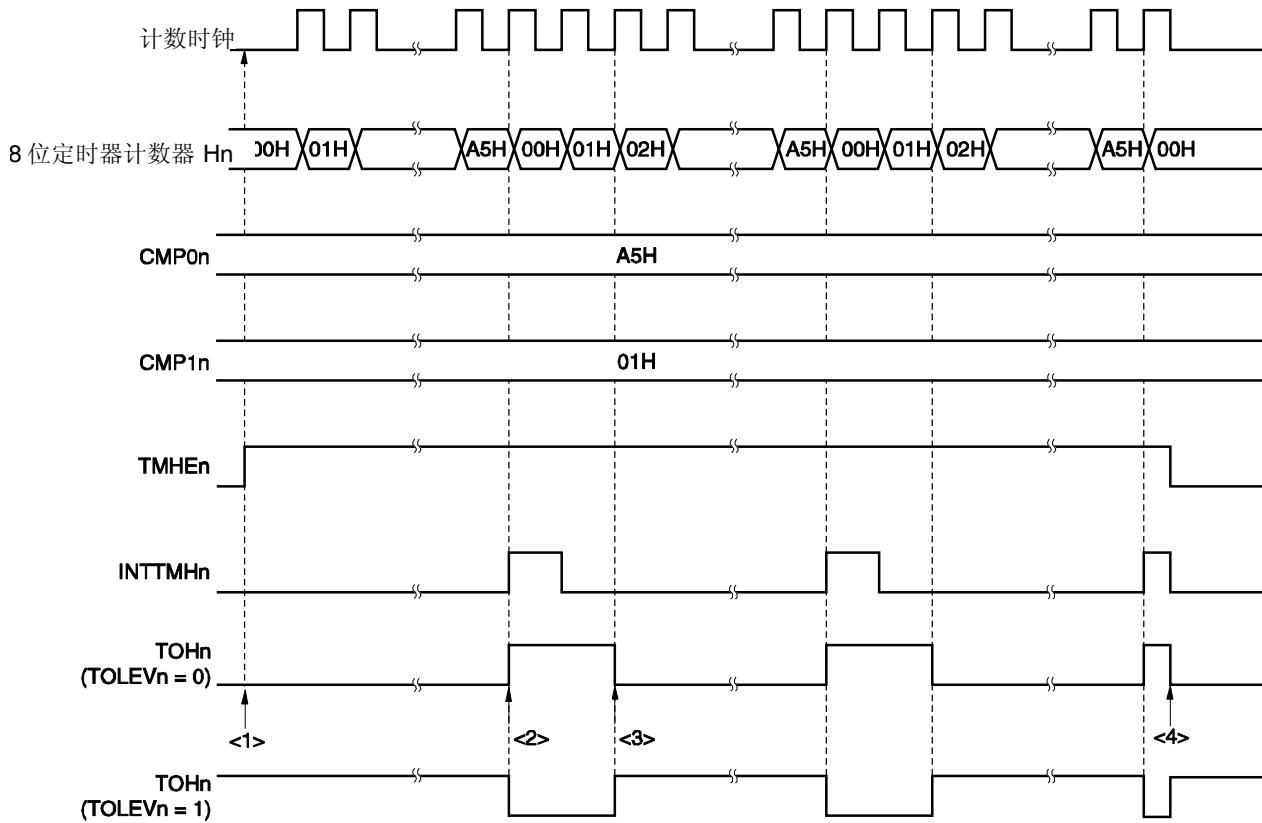 计数时钟
8 位定时器计数器 Hn
00H 01H A5H 00H 01H 02H A5H 00H 01H 02H A5H 00H
CMP0n
A5H
CMP1n
01H
TMHEn
INTTMHn
TOHn
(TOLEVn = 0)
<1> <2> <3> <4>
TOHn
(TOLEVn = 1)